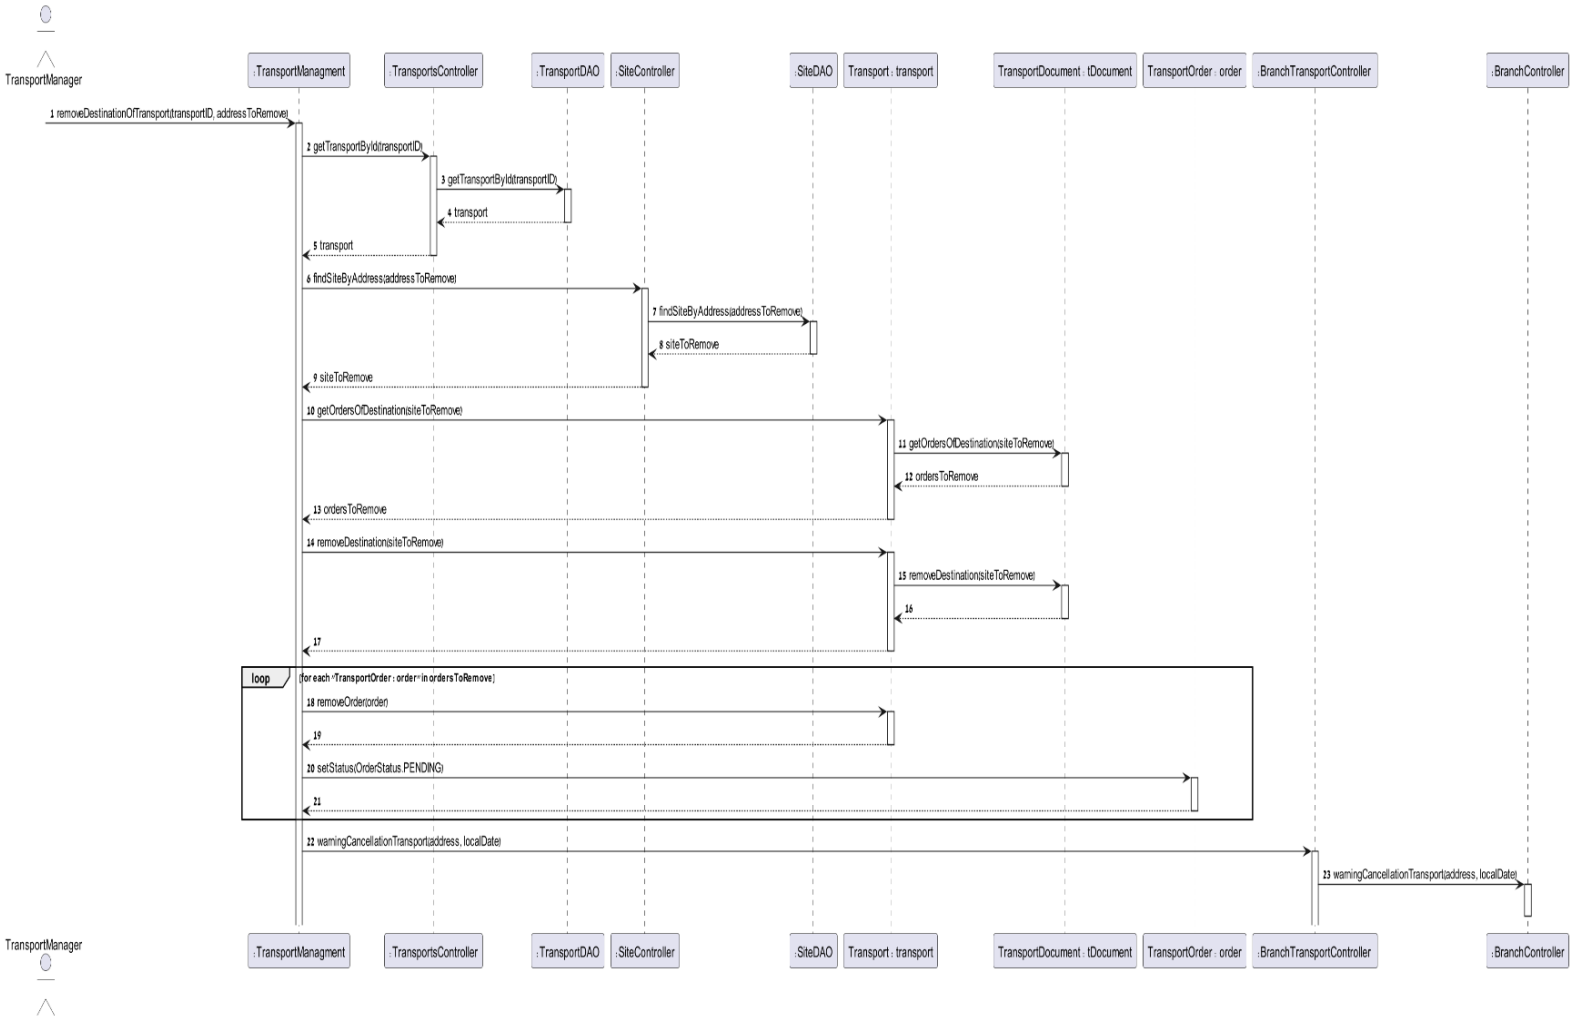 TransportManager
:TransportManagment
:TransportsController
:TransportDAO
:SiteController
:SiteDAO
Transport : transport
TransportDocument : tDocument
TransportOrder : order
:BranchTransportController
:BranchController
1 removeDestinationOfTransport(transportID, addressToRemove)
2 getTransportById(transportID)
3 getTransportById(transportID)
4 transport
5 transport
6 findSiteByAddress(addressToRemove)
7 findSiteByAddress(addressToRemove)
8 siteToRemove
9 siteToRemove
10 getOrdersOfDestination(siteToRemove)
11 getOrdersOfDestination(siteToRemove)
12 ordersToRemove
13 ordersToRemove
14 removeDestination(siteToRemove)
15 removeDestination(siteToRemove)
16
17
loop [for each "TransportOrder : order" in ordersToRemove]
18 removeOrder(order)
19
20 setStatus(OrderStatus.PENDING)
21
22 warningCancellationTransport(address, localDate)
23 warningCancellationTransport(address, localDate)
TransportManager
:TransportManagment
:TransportsController
:TransportDAO
:SiteController
:SiteDAO
Transport : transport
TransportDocument : tDocument
TransportOrder : order
:BranchTransportController
:BranchController